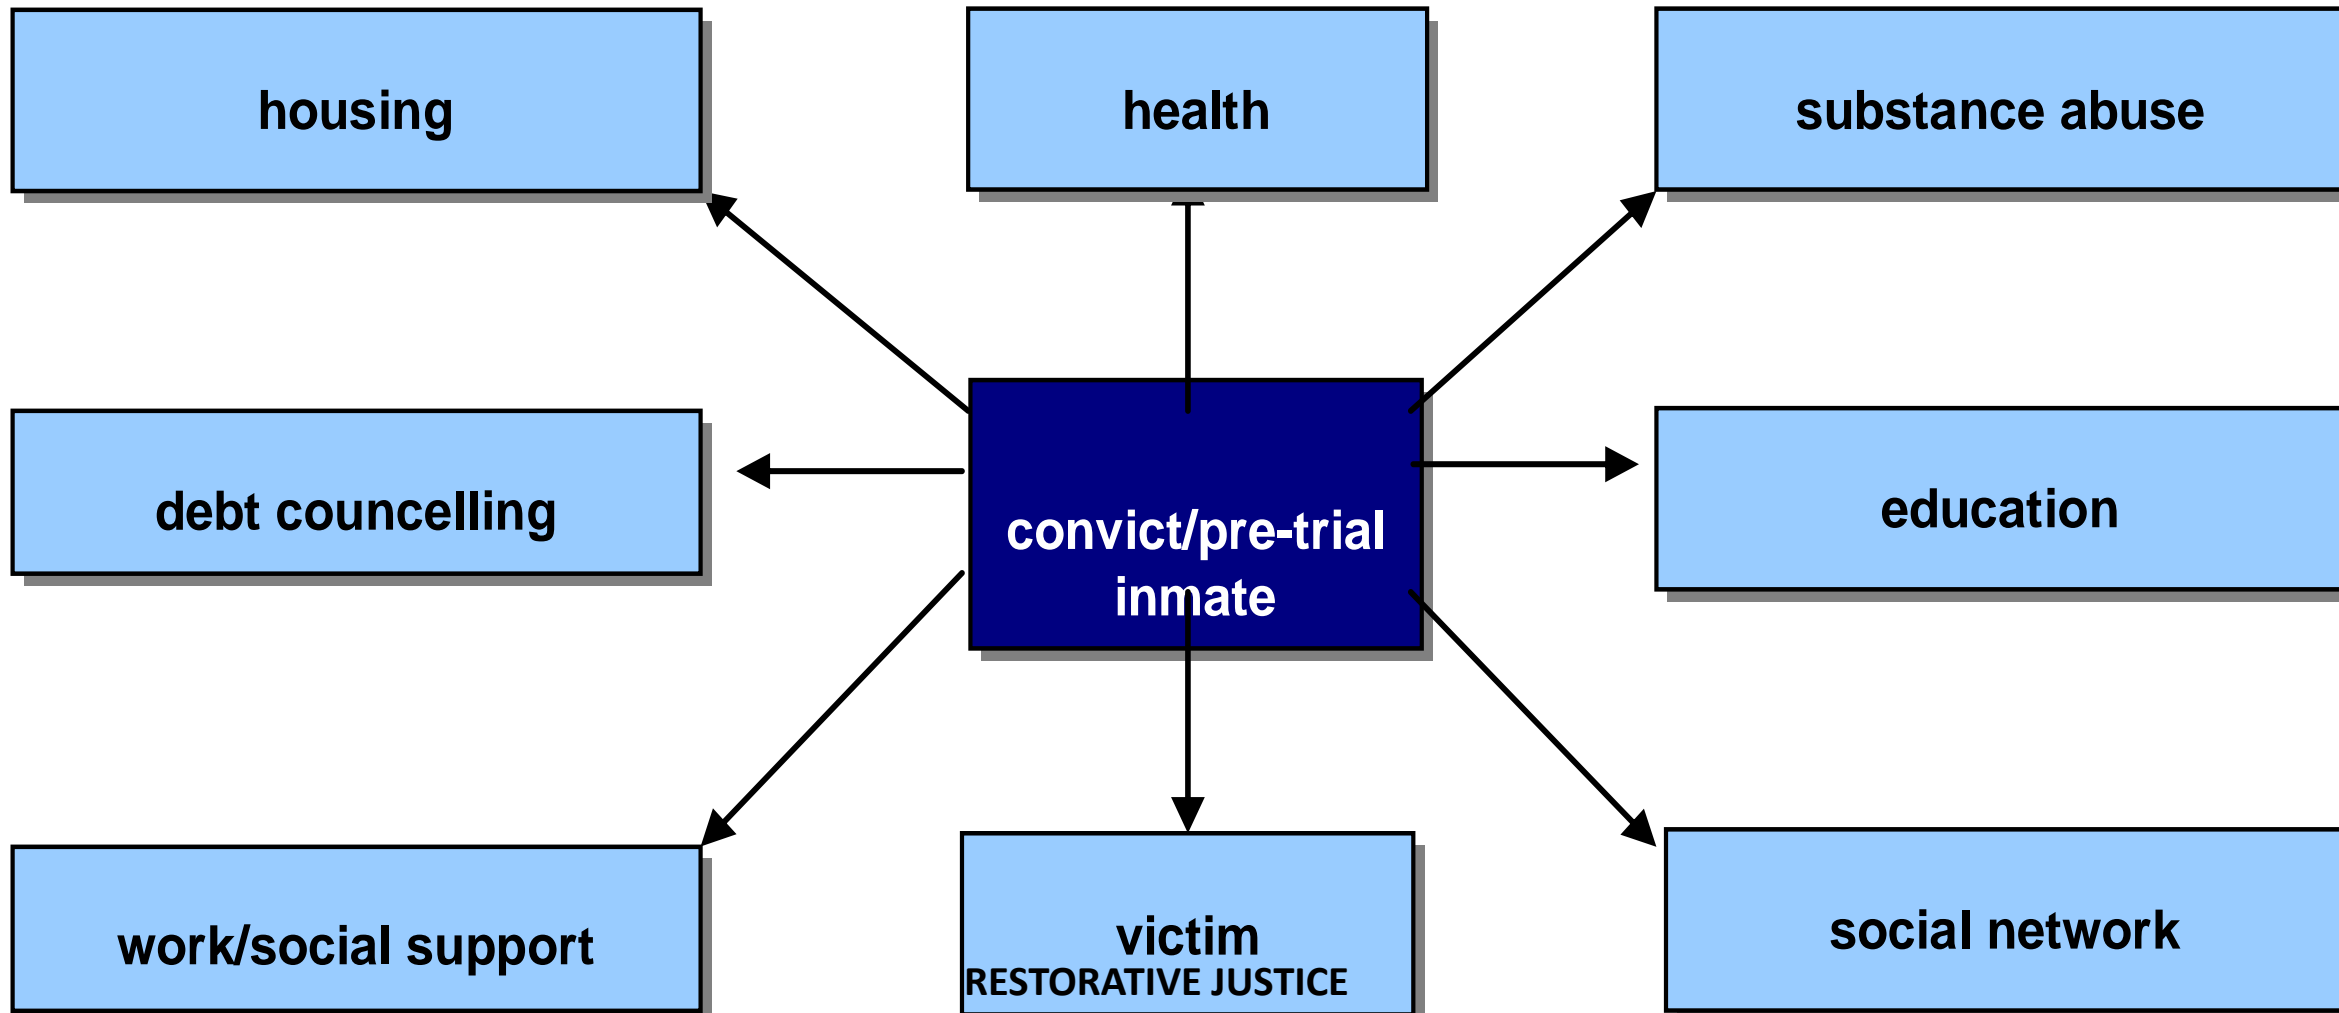 housing
health
substance abuse
debt councelling
convict/pre-trial
inmate
education
work/social support
victim
RESTORATIVE JUSTICE
social network